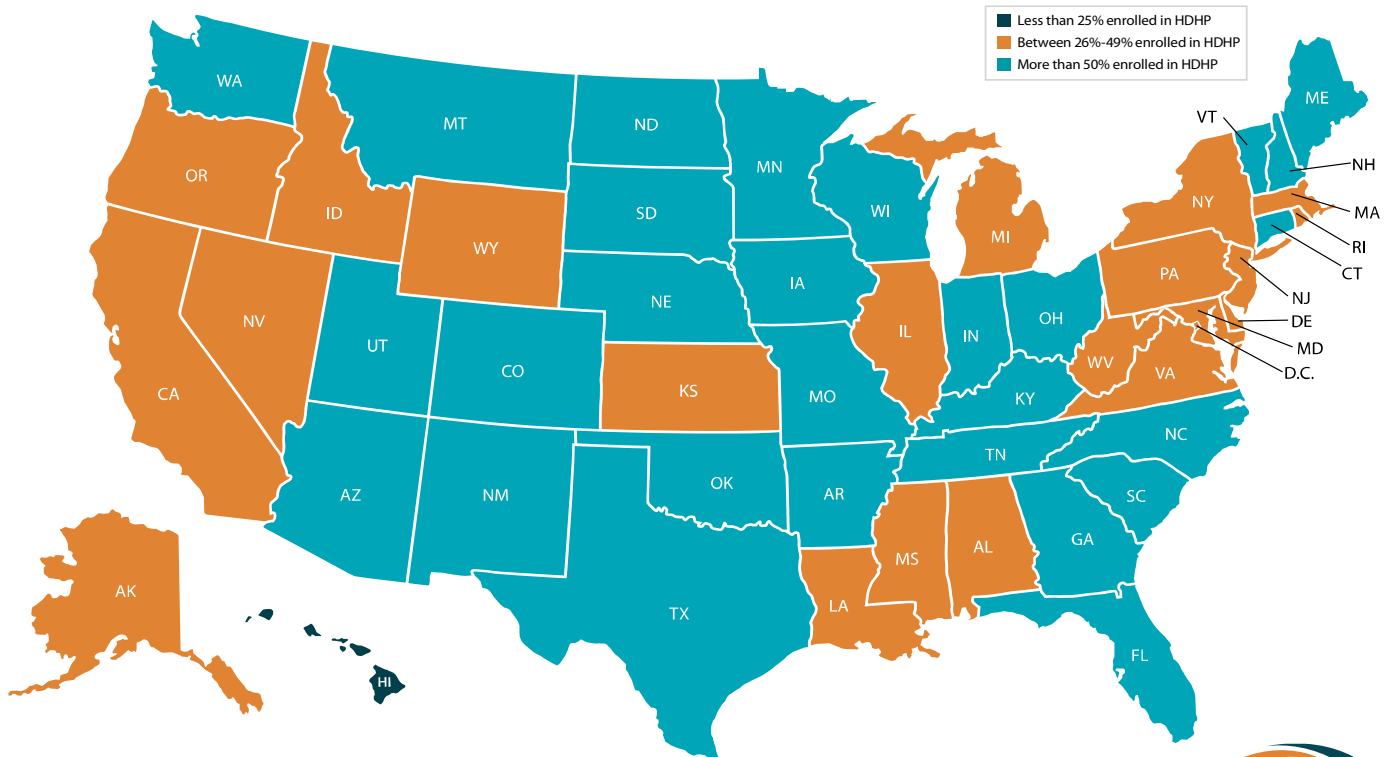 Less than 25% enrolled in HDHP
Between 26%-49% enrolled in HDHP
More than 50% enrolled in HDHP
WA
MT
ND
MN
ME
VT
NH
OR
ID
SD
WI
NY
MA
WY
MI
RI
CT
IA
PA
NE
NJ
NV
UT
IL
IN
OH
DE
MD
CO
WV
VA
D.C.
CA
KS
MO
KY
NC
TN
AZ
NM
OK
AR
SC
GA
MS
AL
AK
LA
TX
FL
HI